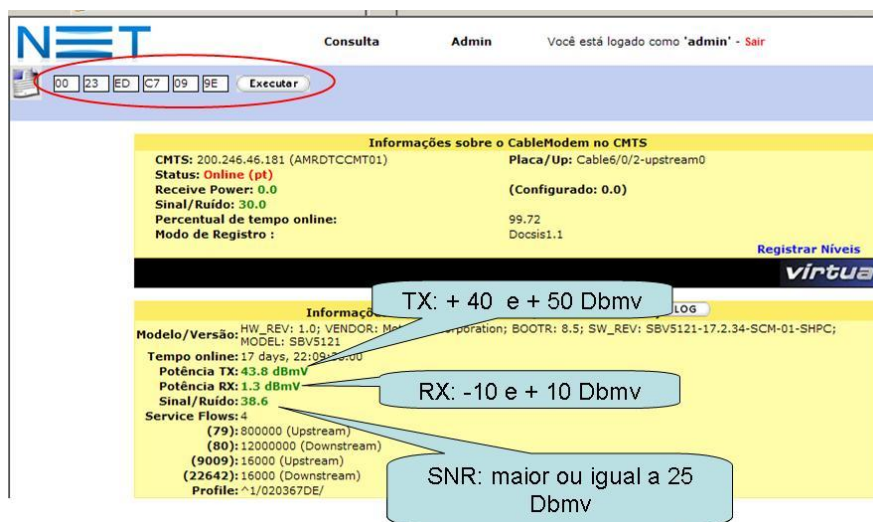 NET
Consulta Admin Você está logado como 'admin' - Sair
00 23 ED C7 09 9E Executar
Informações sobre o CableModem no CMTS
CMTS: 200.246.46.181 (AMRDTCCMT01) Placa/Up: Cable6/0/2-upstream0
Status: Online (pt)
Receive Power: 0.0 (Configurado: 0.0)
Sinal/Ruído: 30.0
Percentual de tempo online: 99.72
Modo de Registro : Docsis1.1
Registrar Níveis
virtua
TX: + 40 e + 50 Dbmv
LOG
Modelo/Versão: HW_REV: 1.0; VENDOR: BOOTR: 8.5; SW_REV: SBV5121-17.2.34-SCM-01-SHPC;
MODEL: SBV5121
Tempo online: 17 days,
Potência TX: 43.8 dBmV
Potência RX: 1.3 dBmV
RX: -10 e + 10 Dbmv
Sinal/Ruído: 38.6
Service Flows: 4
(79): 800000 (Upstream)
(80): 12000000 (Downstream)
(9009): 16000 (Upstream)
(22642): 16000 (Downstream)
Profile: ^1/020367DE/
SNR: maior ou igual a 25
Dbmv